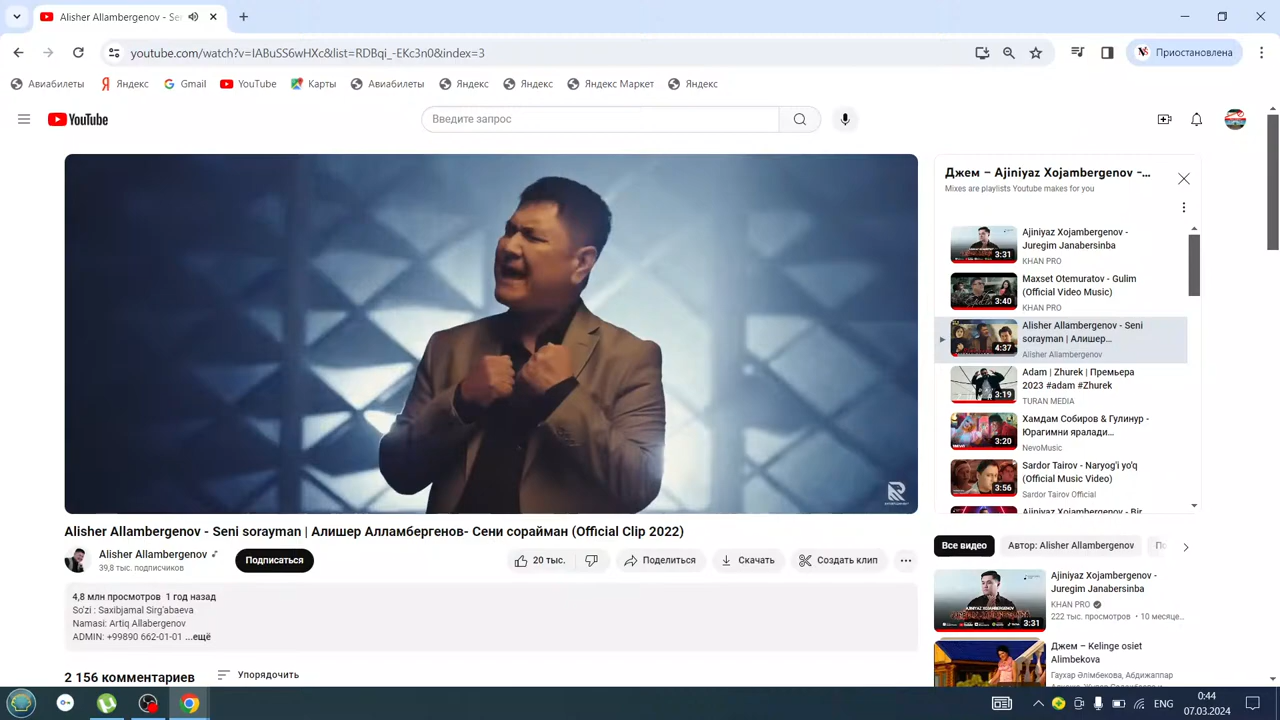 Alisher Allambergenov - Se
youtube.com/watch?v=IABuSS6wHXc&list=RDBqi_-EKc3n0&index=3
Приостановлена
Авиабилеты
Яндекс
Gmail
YouTube
Карты
Авиабилеты
Яндекс
Яндекс
Яндекс Маркет
Яндекс
YouTube
Введите запрос
Джем – Ajiniyaz Xojambergenov -...
Mixes are playlists Youtube makes for you
3:31
Ajiniyaz Xojambergenov -
Juregim Janabersinba
KHAN PRO
3:40
Maxset Otemuratov - Gulim
(Official Video Music)
KHAN PRO
4:37
Alisher Allambergenov - Seni
sorayman | Алишер...
Alisher Allambergenov
3:19
Adam | Zhurek | Премьера
2023 #adam #Zhurek
TURAN MEDIA
3:20
Хамдам Собиров & Гулинур -
Юрагимни яралади...
NevoMusic
3:56
Sardor Tairov - Naryog'i yo'q
(Official Music Video)
Sardor Tairov Official
Ajiniyaz Xojambergenov - Bir
Alisher Allambergenov - Seni sorayman | Алишер Алламбергенов- Сени сорайман (Official Clip 2022)
Alisher Allambergenov
39,8 тыс. подписчиков
Подписаться
20 тыс.
Поделиться
Скачать
Создать клип
4,8 млн просмотров 1 год назад
So'zi : Saxibjamal Sirg'abaeva
Namasi: Artiq Allabergenov
ADMIN: +99890 662-01-01 ...ещё
2 156 комментариев
Упорядочить
Все видео
Автор: Alisher Allambergenov
По
3:31
Ajiniyaz Xojambergenov -
Juregim Janabersinba
KHAN PRO
222 тыс. просмотров • 10 месяце...
Джем – Kelinge osiet
Alimbekova
Гаухар Әлімбекова, Абдижаппар
ENG
0:44
07.03.2024